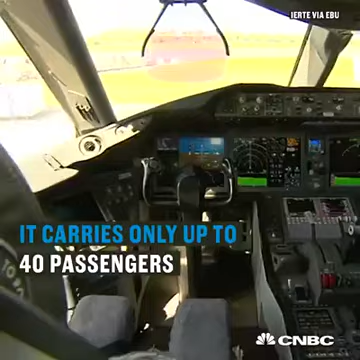 IERTE VIA EBU
IT CARRIES ONLY UP TO
40 PASSENGERS
CNBC